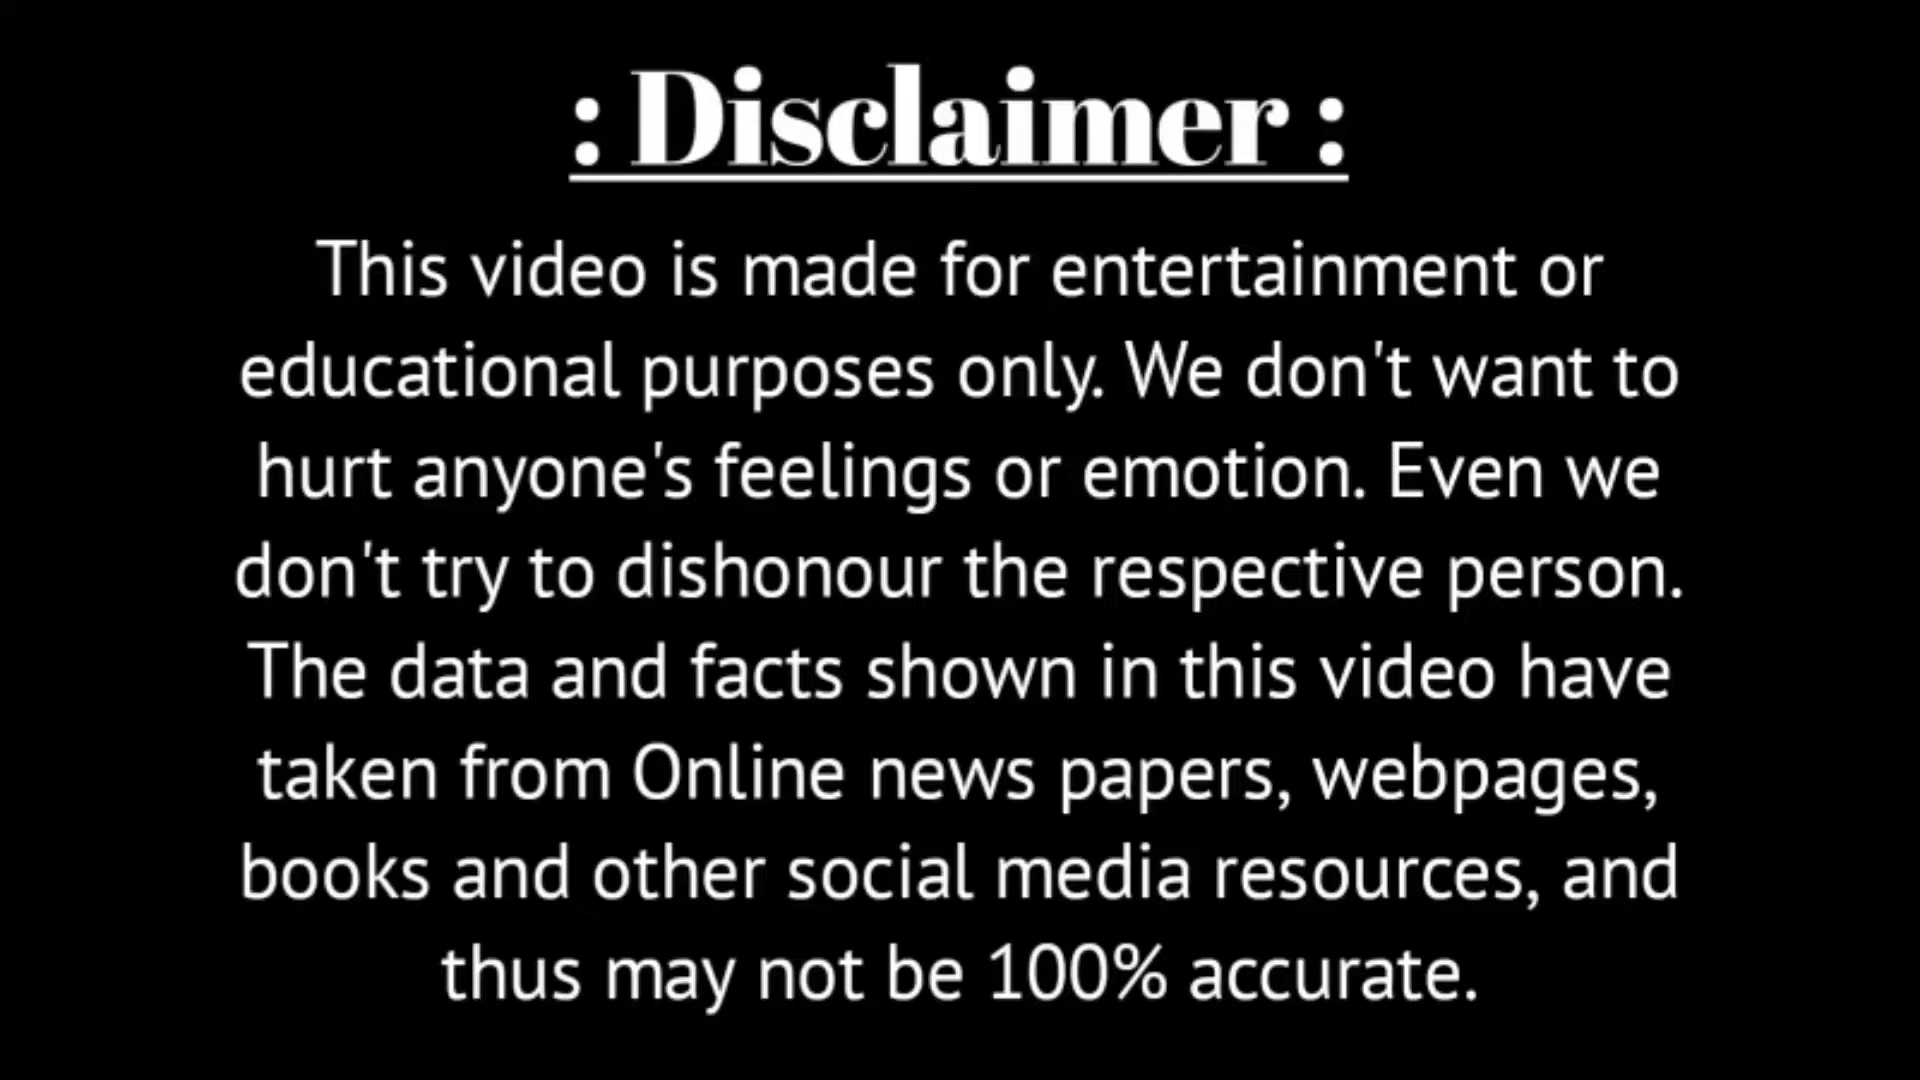 : Disclaimer :
This video is made for entertainment or
educational purposes only. We don't want to
hurt anyone's feelings or emotion. Even we
don't try to dishonour the respective person.
The data and facts shown in this video have
taken from Online news papers, webpages,
books and other social media resources, and
thus may not be 100% accurate.